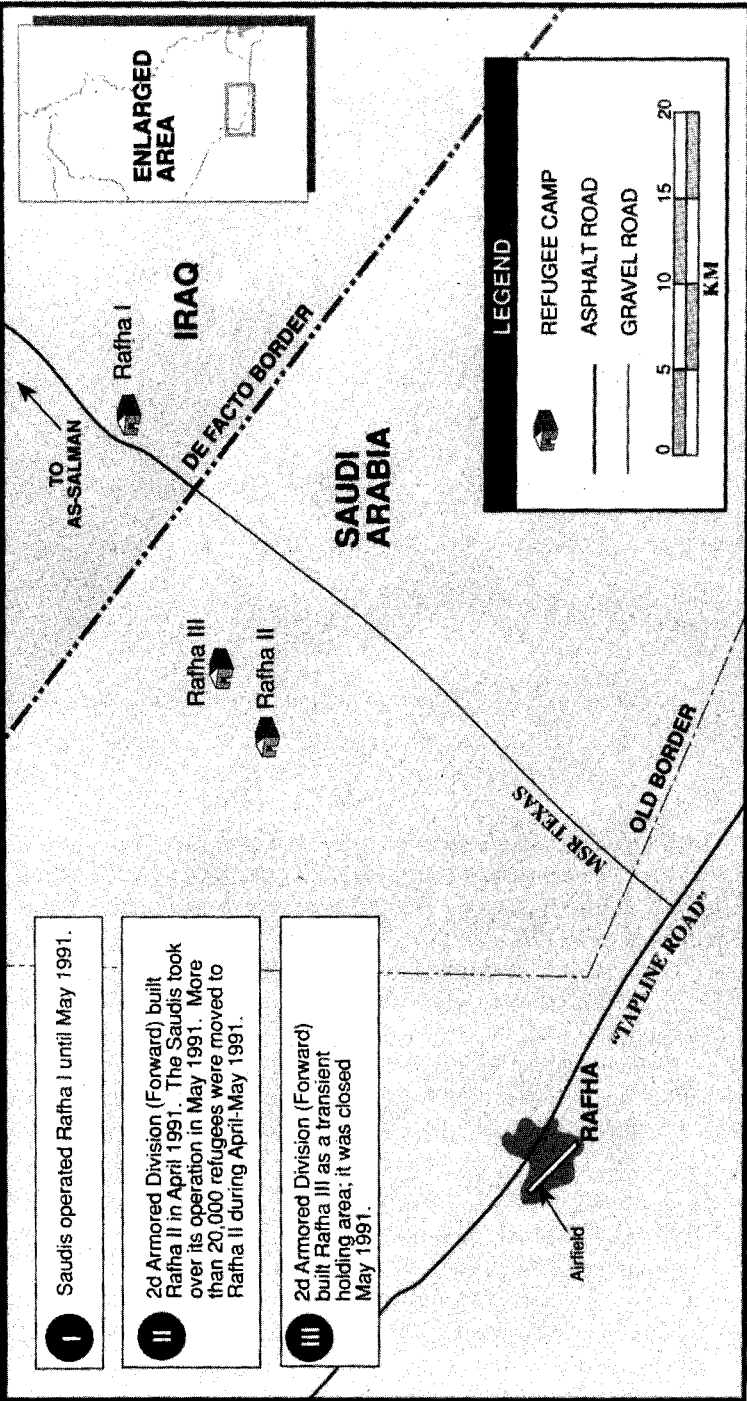 I
Saudis operated Rafha I until May 1991.
II
2d Armored Division (Forward) built
Rafha II in April 1991. The Saudis took
over its operation in May 1991. More
than 20,000 refugees were moved to
Rafha II during April-May 1991.
III
2d Armored Division (Forward)
built Rafha III as a transient
holding area; it was closed
May 1991.
TO
AS-SALMAN
Rafha I
IRAQ
ENLARGED
AREA
DE FACTO BORDER
Rafha III
Rafha II
SAUDI
ARABIA
MSR TEXAS
OLD BORDER
"TAPLINE ROAD"
RAFHA
Airfield
LEGEND
REFUGEE CAMP
ASPHALT ROAD
GRAVEL ROAD
0 5 10 15 20
KM